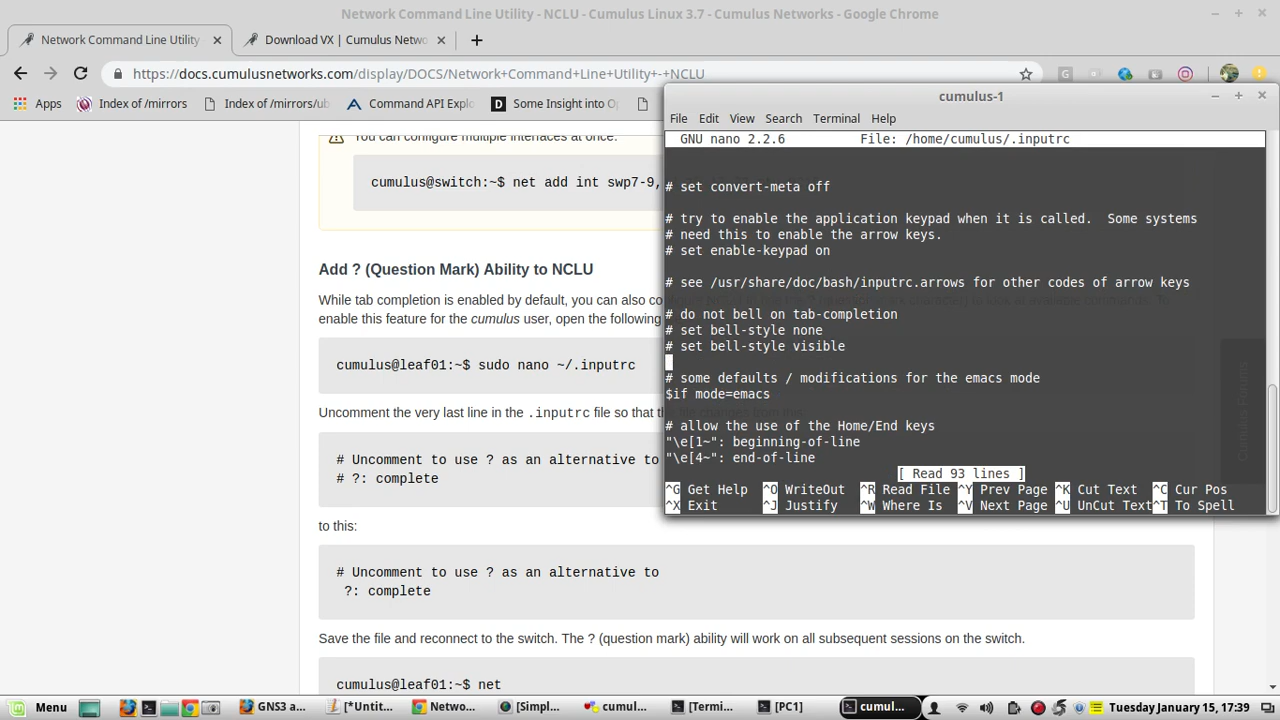 Network Command Line Utility - NCLU - Cumulus Linux 3.7 - Cumulus Networks - Google Chrome
Network Command Line Utility -
Download VX | Cumulus Netwo
https://docs.cumulusnetworks.com/display/DOCS/Network+Command+Line+Utility+-+NCLU
Apps
Index of /mirrors
Index of /mirrors/ub
Command API Explo
Some Insight into Op
You can configure multiple interfaces at once:
cumulus@switch:~$ net add int swp7-9,
Add ? (Question Mark) Ability to NCLU
While tab completion is enabled by default, you can also
enable this feature for the cumulus user, open the following
cumulus@leaf01:~$ sudo nano ~/.inputrc
Uncomment the very last line in the .inputrc file so that
# Uncomment to use ? as an alternative to
# ?: complete
to this:
# Uncomment to use ? as an alternative to
?: complete
Save the file and reconnect to the switch. The ? (question mark) ability will work on all subsequent sessions on the switch.
cumulus@leaf01:~$ net
Cumulus Forums
cumulus-1
File Edit View Search Terminal Help
GNU nano 2.2.6 File: /home/cumulus/.inputrc
# set convert-meta off
# try to enable the application keypad when it is called.  Some systems
# need this to enable the arrow keys.
# set enable-keypad on
# see /usr/share/doc/bash/inputrc.arrows for other codes of arrow keys
# do not bell on tab-completion
# set bell-style none
# set bell-style visible
# some defaults / modifications for the emacs mode
$if mode=emacs
# allow the use of the Home/End keys
"\e[1~": beginning-of-line
"\e[4~": end-of-line
[ Read 93 lines ]
^G Get Help ^O WriteOut ^R Read File ^Y Prev Page ^K Cut Text ^C Cur Pos
^X Exit ^J Justify ^W Where Is ^V Next Page ^U UnCut Text ^T To Spell
Menu
GNS3 a...
[*Untit...
Netwo...
[Simpl...
cumul...
[Termi...
[PC1]
cumul...
Tuesday January 15, 17:39